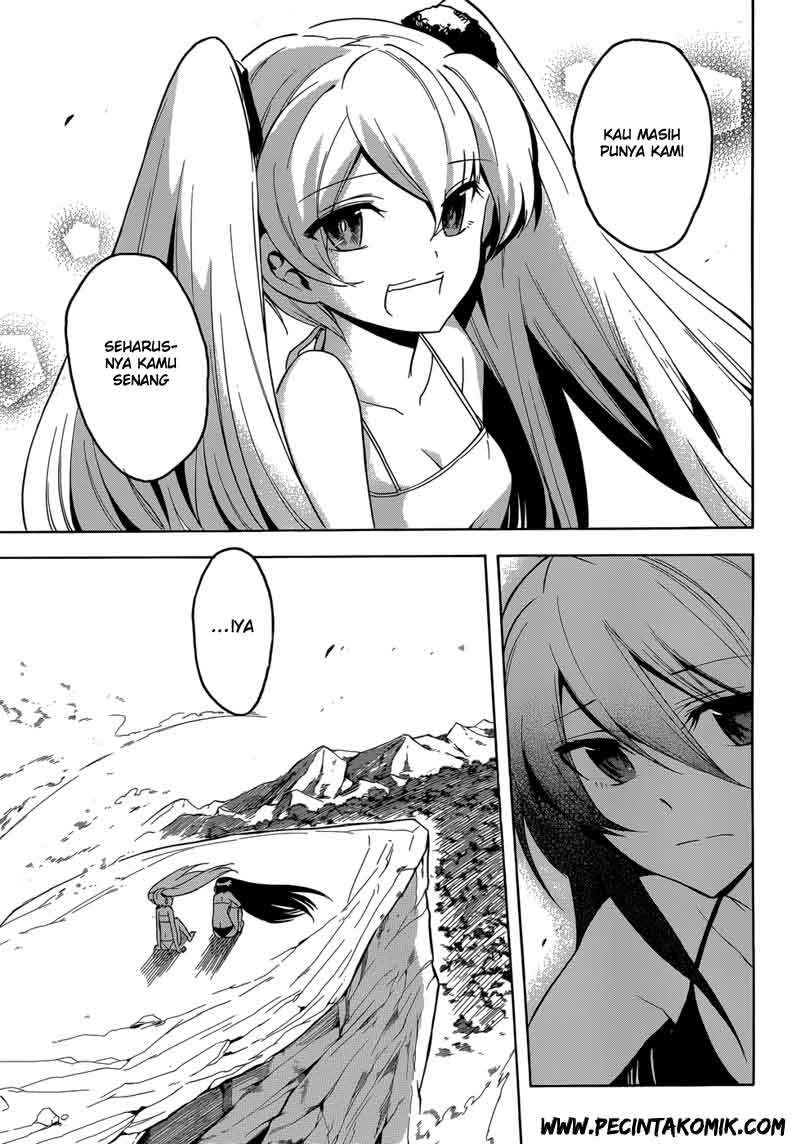 KAU MASIH
PUNYA KAMI
SEHARUS-
NYA KAMU
SENANG
...IYA
WWW.PECINTAKOMIK.COM